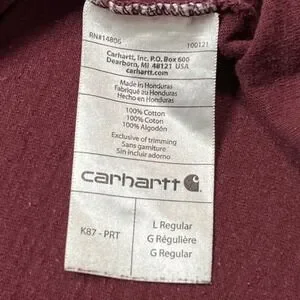 RN#14806 100121
Carhartt, Inc. P.O. Box 600
Dearborn, MI 48121 USA
carhartt.com
Made in Honduras
Fabriqué au Honduras
Hecho en Honduras
100% Cotton
100% Coton
100% Algodón
Exclusive of trimming
Sans garniture
Sin incluir adorno
carhartt
K87 - PRT
L Regular
G Régulière
G Regular